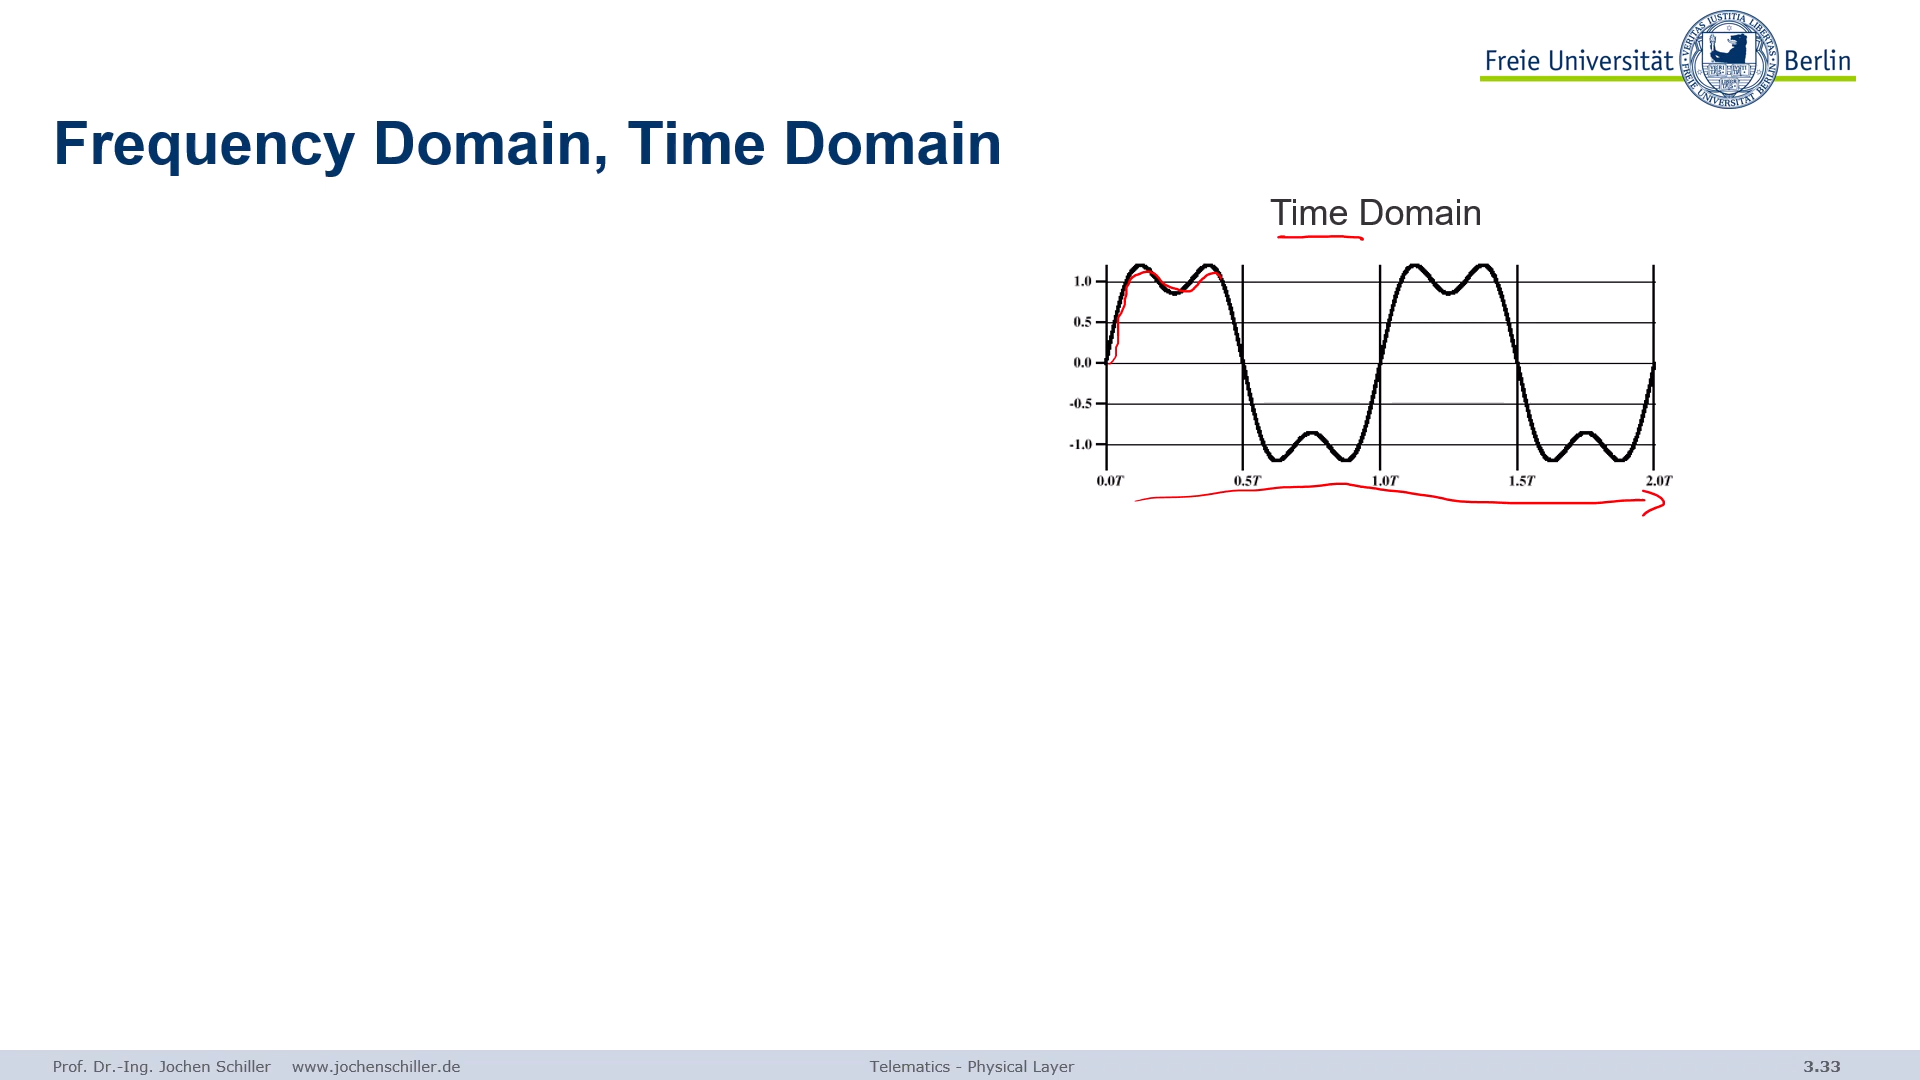 Freie Universität Berlin
Frequency Domain, Time Domain
Time Domain
1.0
0.5
0.0
-0.5
-1.0
0.0T 0.5T 1.0T 1.5T 2.0T
Prof. Dr.-Ing. Jochen Schiller www.jochenschiller.de Telematics - Physical Layer 3.33